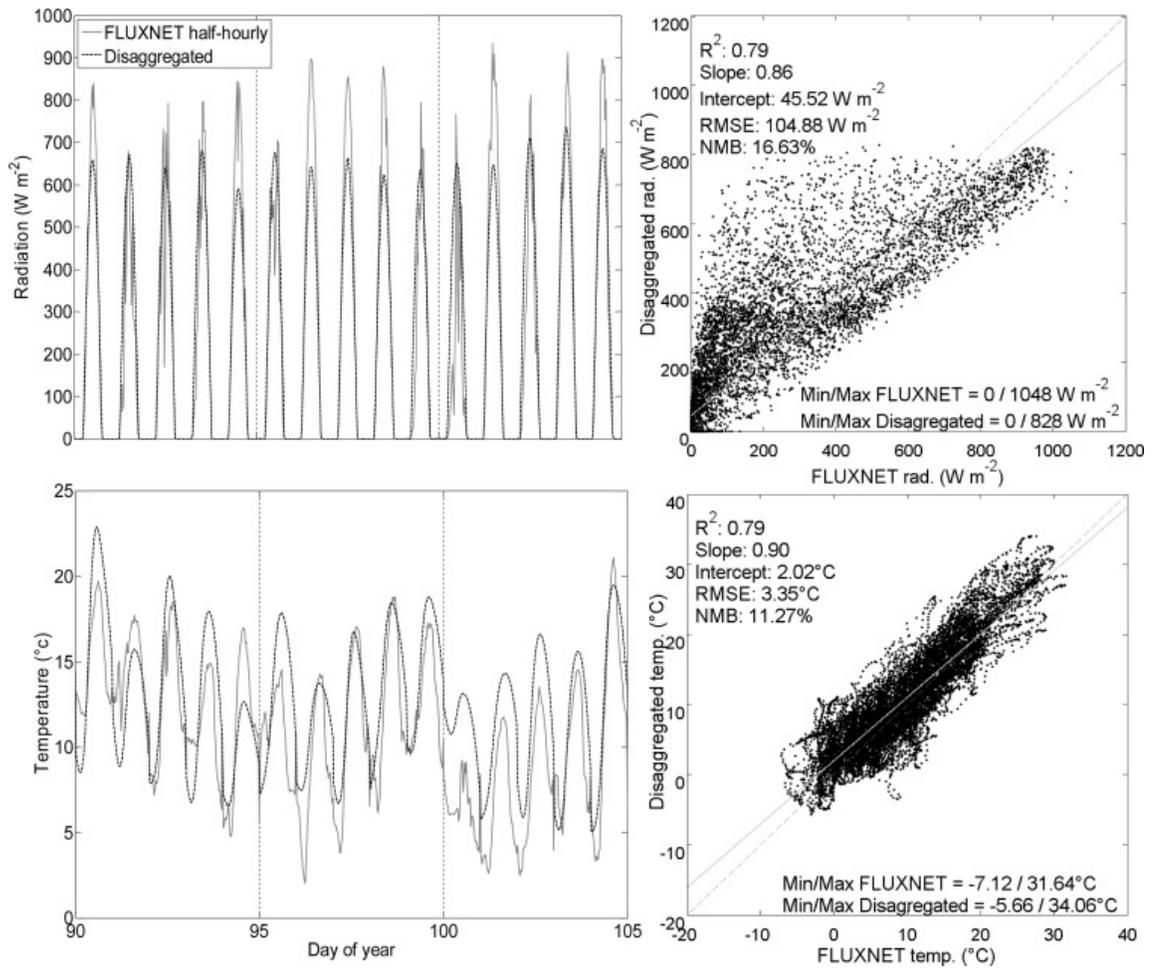 FLUXNET half-hourly
Disaggregated
1000
900
800
700
600
500
400
300
200
100
0
Radiation (W m-2)
R2: 0.79
Slope: 0.86
Intercept: 45.52 W m-2
RMSE: 104.88 W m-2
NMB: 16.63%
Min/Max FLUXNET = 0 / 1048 W m-2
Min/Max Disagregated = 0 / 828 W m-2
1200
1000
800
600
400
200
0
Disaggregated rad. (W m-2)
0 200 400 600 800 1000 1200
FLUXNET rad. (W m-2)
25
20
15
10
5
0
Temperature (°c)
90 95 100 105
Day of year
R2: 0.79
Slope: 0.90
Intercept: 2.02°C
RMSE: 3.35°C
NMB: 11.27%
Min/Max FLUXNET = -7.12 / 31.64°C
Min/Max Disagregated = -5.66 / 34.06°C
40
30
20
10
0
-10
-20
Disaggregated temp. (°C)
-20 -10 0 10 20 30 40
FLUXNET temp. (°C)